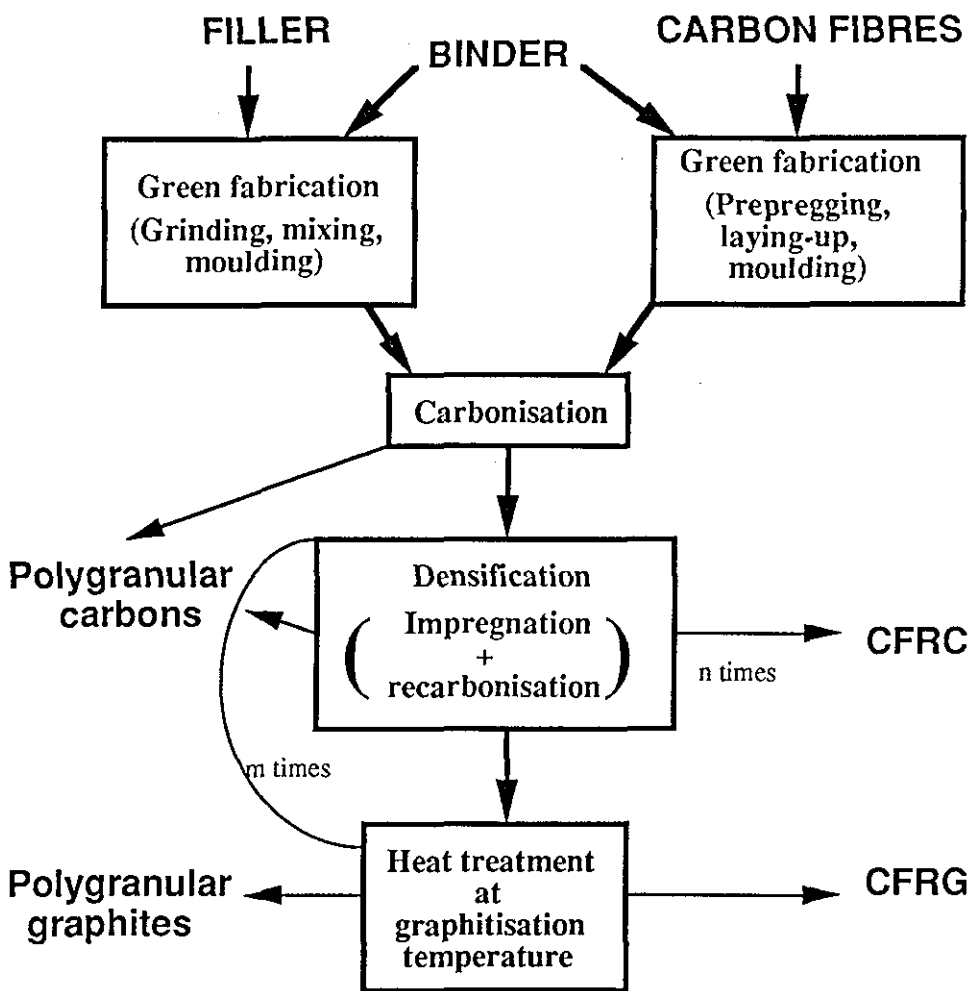 FILLER
BINDER
CARBON FIBRES
Green fabrication
(Grinding, mixing,
moulding)
Green fabrication
(Prepregging,
laying-up,
moulding)
Carbonisation
Polygranular
carbons
Densification
( Impregnation
+
recarbonisation )
CFRC
n times
m times
Heat treatment
at
graphitisation
temperature
Polygranular
graphites
CFRG